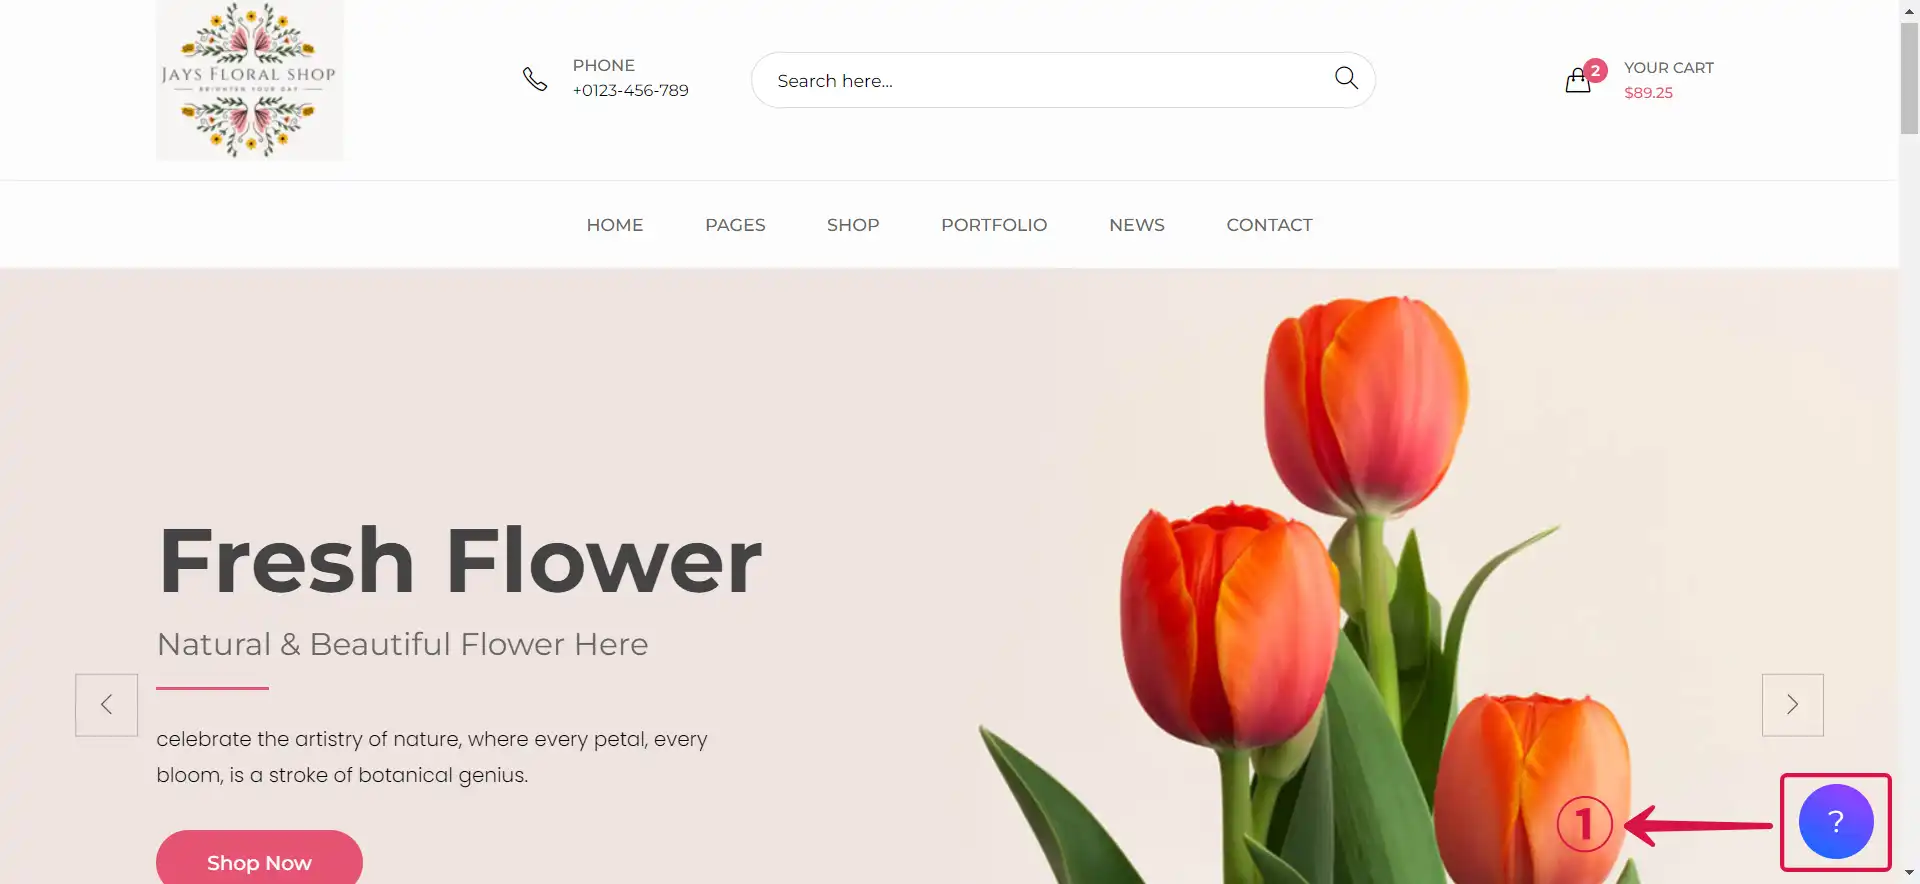 JAYS FLORAL SHOP
BRIGHTEN YOUR DAY
PHONE
+0123-456-789
Search here...
2
YOUR CART
$89.25
HOME
PAGES
SHOP
PORTFOLIO
NEWS
CONTACT
Fresh Flower
Natural & Beautiful Flower Here
celebrate the artistry of nature, where every petal, every
bloom, is a stroke of botanical genius.
Shop Now
1
?